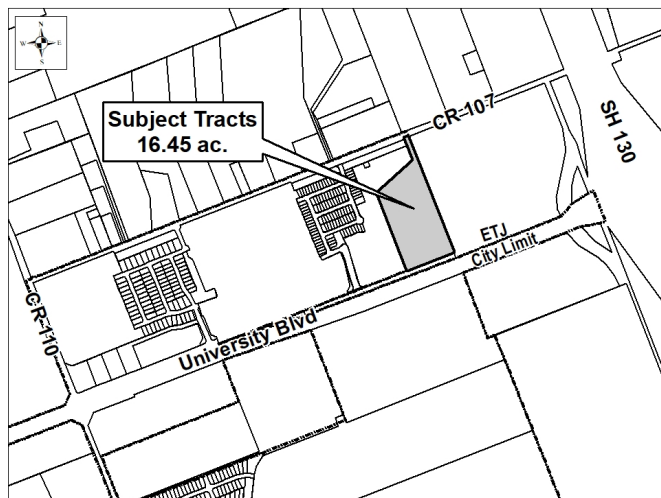 N
W E
S
Subject Tracts
16.45 ac.
CR 107
SH 130
ETJ
City Limit
CR 110
University Blvd